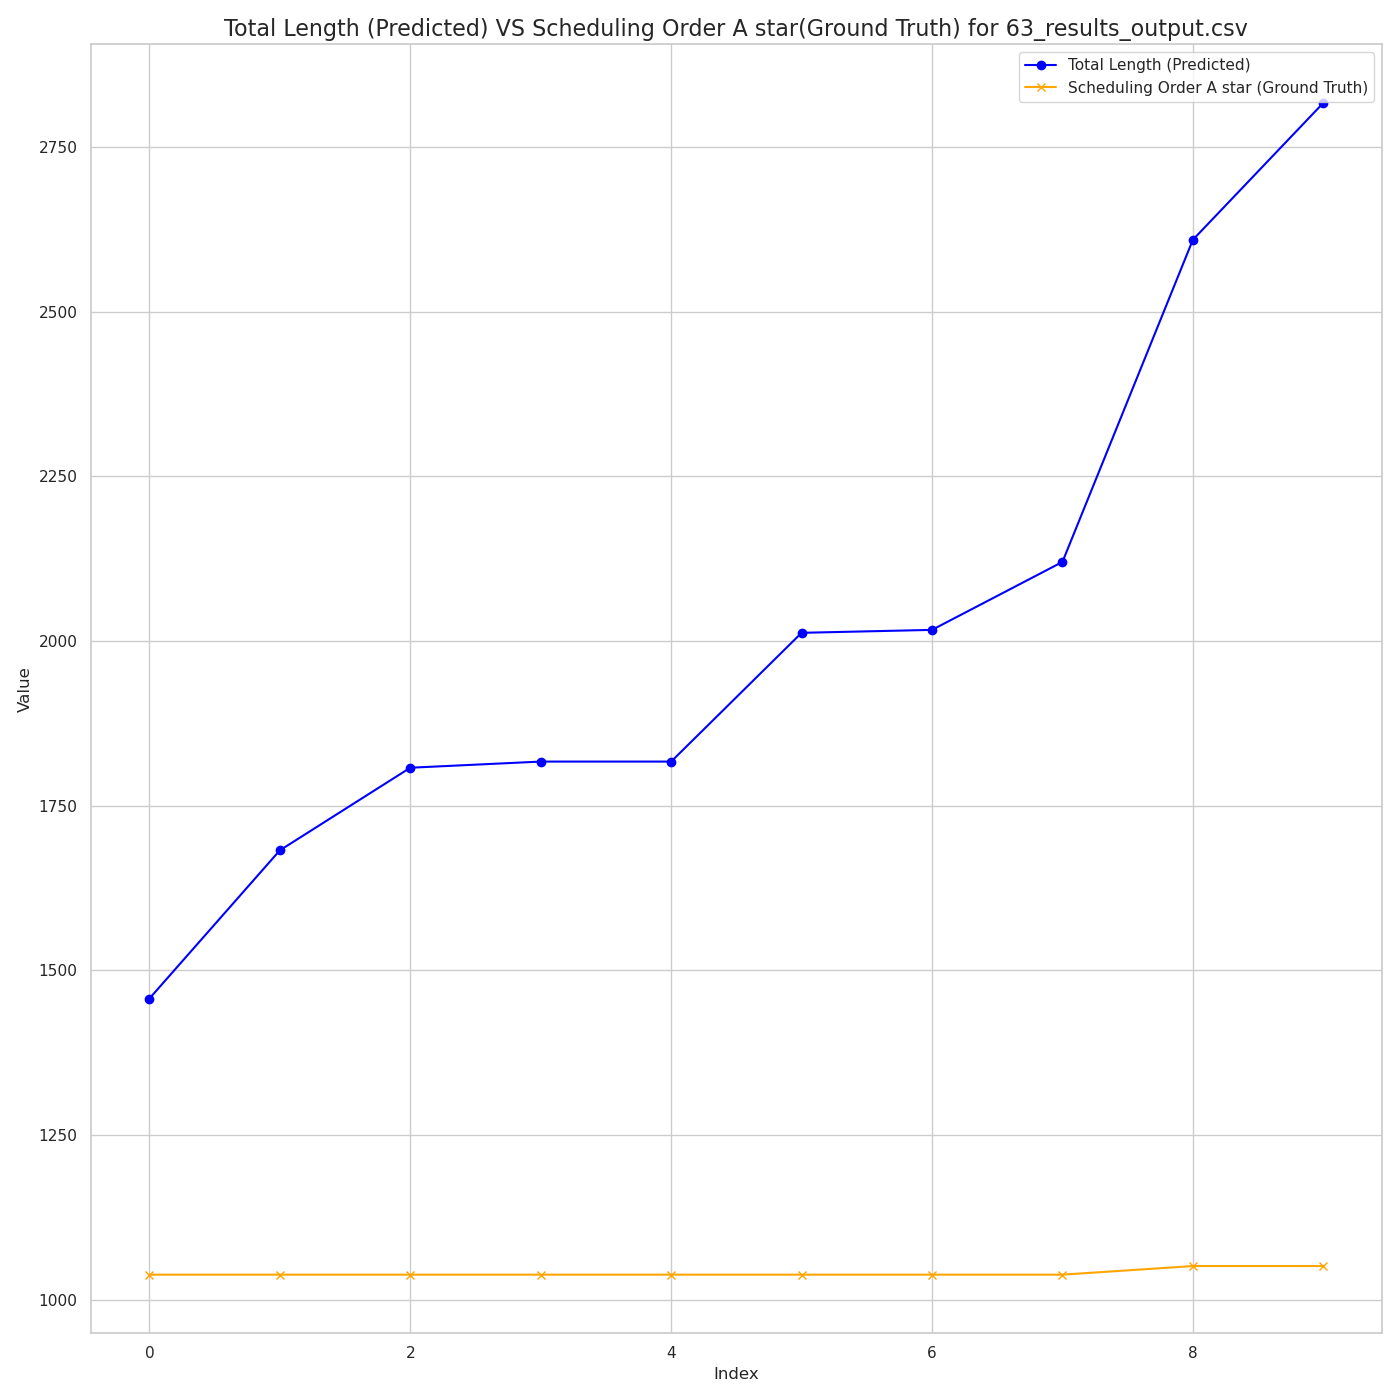 Total Length (Predicted) VS Scheduling Order A star(Ground Truth) for 63_results_output.csv
Total Length (Predicted)
Scheduling Order A star (Ground Truth)
2750
2500
2250
2000
1750
1500
1250
1000
Value
0 2 4 6 8
Index